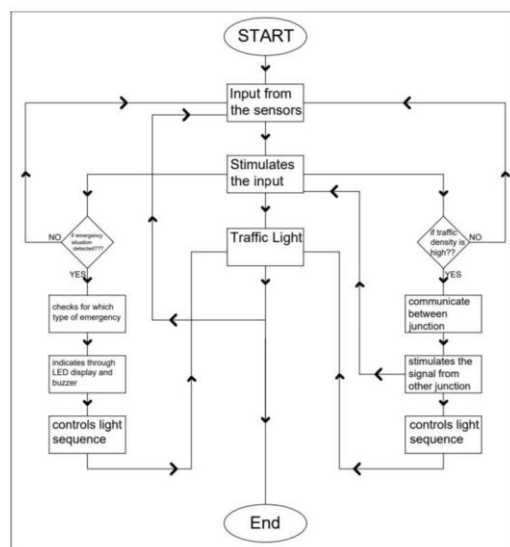 START
Input from
the sensors
Stimulates
the input
Traffic Light
if emergency
situation
detected???
NO
YES
checks for which
type of emergency
indicates through
LED display and
buzzer
controls light
sequence
if traffic
density is
high??
NO
YES
communicate
between
junction
stimulates the
signal from
other junction
controls light
sequence
End